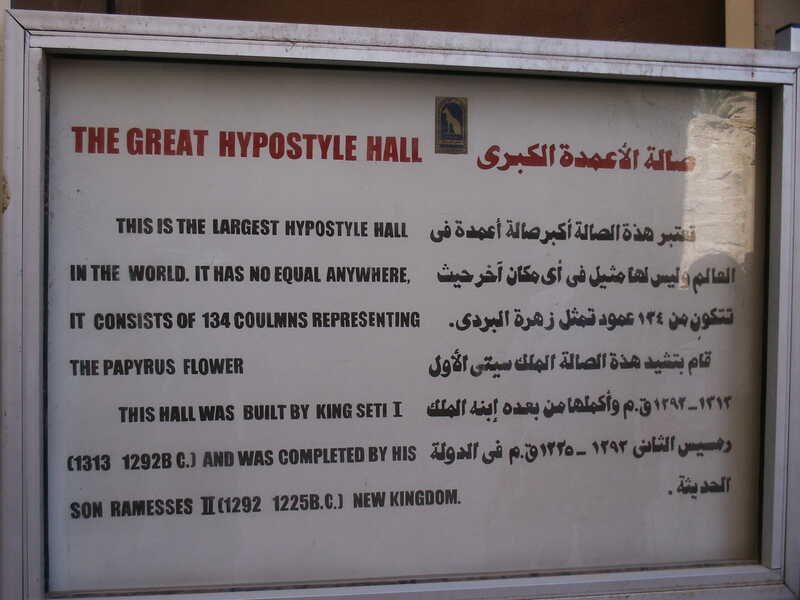 THE GREAT HYPOSTYLE HALL
THIS IS THE LARGEST HYPOSTYLE HALL
IN THE WORLD. IT HAS NO EQUAL ANYWHERE,
IT CONSISTS OF 134 COULMNS REPRESENTING
THE PAPYRUS FLOWER
THIS HALL WAS BUILT BY KING SETI I
(1313 1292B C.) AND WAS COMPLETED BY HIS
SON RAMESSES II (1292 1225B.C.) NEW KINGDOM.
صالة الأعمدة الكبرى
تعتبر هذة الصالة أكبر صالة أعمدة فى
العالم وليس لها مثيل فى أى مكان آخر حيث
تتكون من ١٣٤ عمود تمثل زهرة البردى.
قام بتشيد هذة الصالة الملك سيتى الأول
١٣١٣ــ١٢٩٢ ق.م وأكملها من بعده إبنه الملك
رمسيس الثانى ١٢٩٢ ــ ١٢٢٥ ق.م فى الدولة
الحديثة .